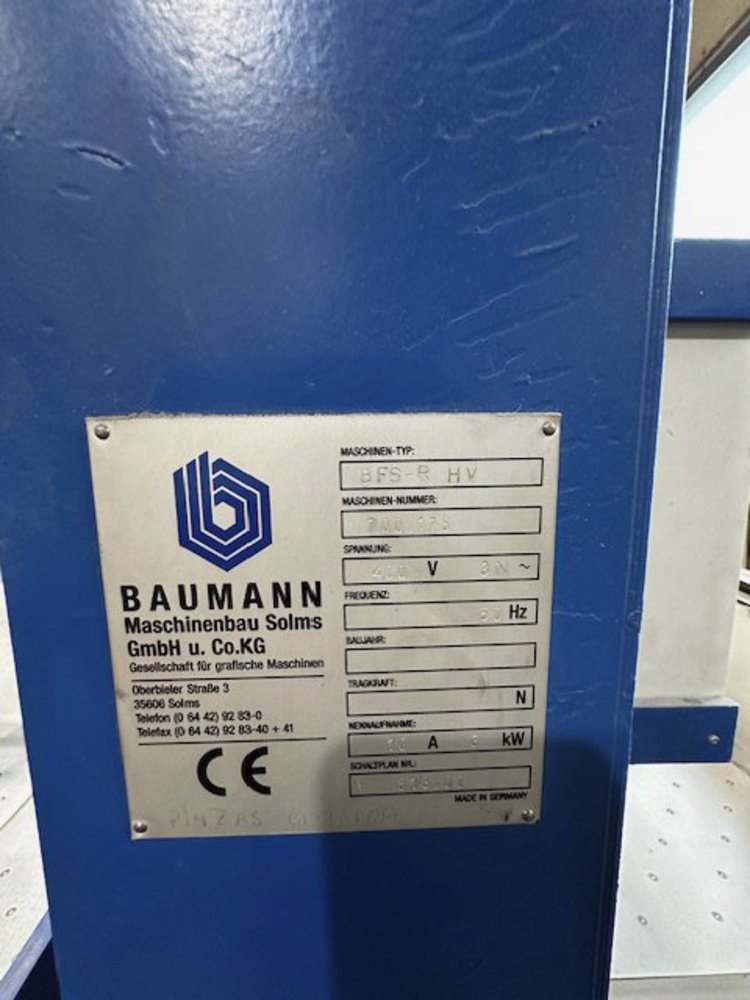 BAUMANN
Maschinenbau Solms
GmbH u. Co.KG
Gesellschaft für grafische Maschinen
Oberbieler Straße 3
35606 Solms
Telefon (0 64 42) 92 83-0
Telefax (0 64 42) 92 83-40 + 41
CE
MASCHINEN-TYP:
BFS-R HV
MASCHINEN-NUMMER:
SPANNUNG:
V ~
FREQUENZ:
Hz
BAUJAHR:
TRAGKRAFT:
N
NENNAUFNAHME:
A kW
SCHALTPLAN NR.:
MADE IN GERMANY
PINZAS